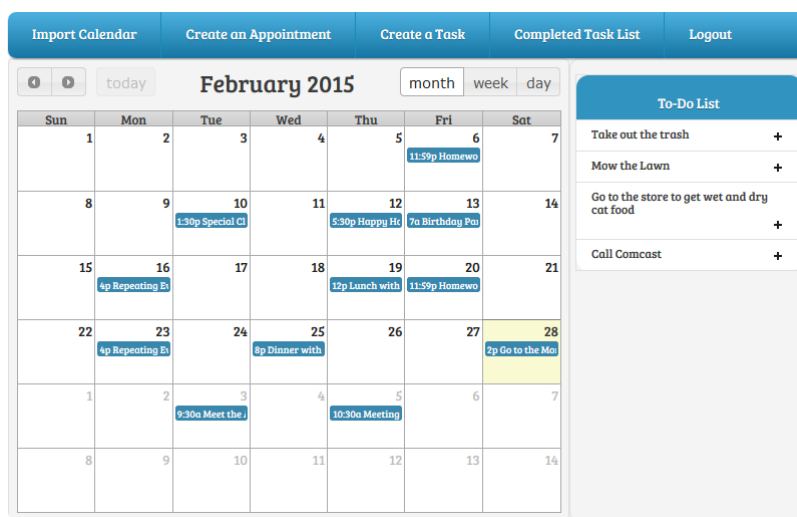 Import Calendar Create an Appointment Create a Task Completed Task List Logout
today February 2015 month week day
Sun Mon Tue Wed Thu Fri Sat
1 2 3 4 5 6 7
11:59p Homewo
8 9 10 11 12 13 14
1:30p Special Cl 5:30p Happy Ho 7a Birthday Par
15 16 17 18 19 20 21
4p Repeating Ev 12p Lunch with 11:59p Homewo
22 23 24 25 26 27 28
4p Repeating Ev 8p Dinner with 2p Go to the Mo
1 2 3 4 5 6 7
9:30a Meet the 10:30a Meeting
8 9 10 11 12 13 14
To-Do List
Take out the trash +
Mow the Lawn +
Go to the store to get wet and dry
cat food
+
Call Comcast +